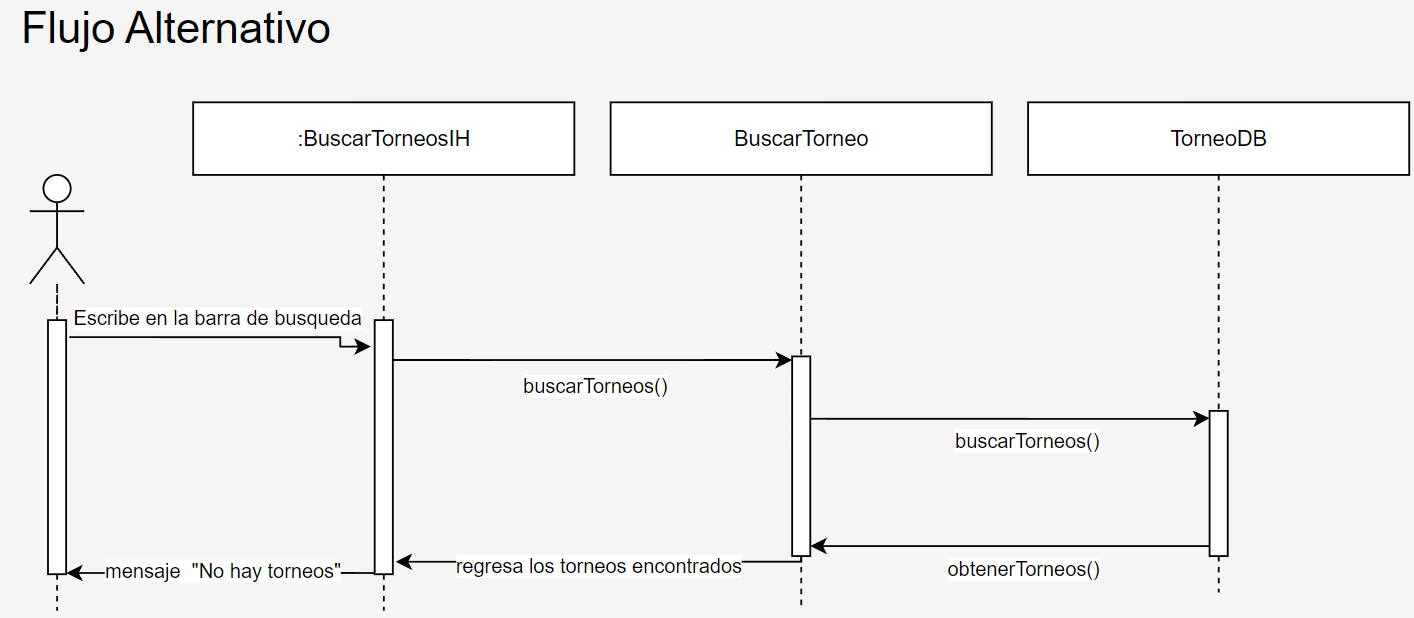 Flujo Alternativo
:BuscarTorneosIH
BuscarTorneo
TorneoDB
Escribe en la barra de busqueda
buscarTorneos()
buscarTorneos()
regresa los torneos encontrados
obtenerTorneos()
mensaje "No hay torneos"